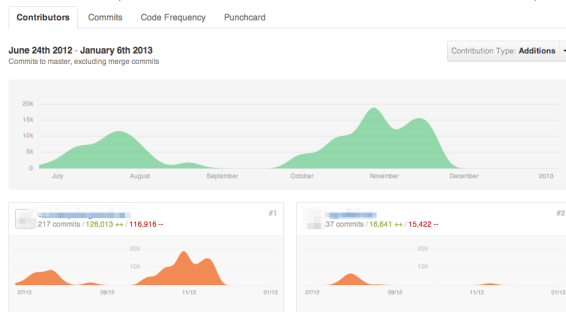 Contributors Commits Code Frequency Punchcard
June 24th 2012 - January 6th 2013
Commits to master, excluding merge commits
Contribution Type: Additions
20k
15k
10k
5k
0
July August September October November December 2013
#1
217 commits / 126,013 ++ / 116,916 --
20k
10k
07/12 09/12 11/12 01/13
#2
37 commits / 16,641 ++ / 15,422 --
20k
10k
07/12 09/12 11/12 01/13